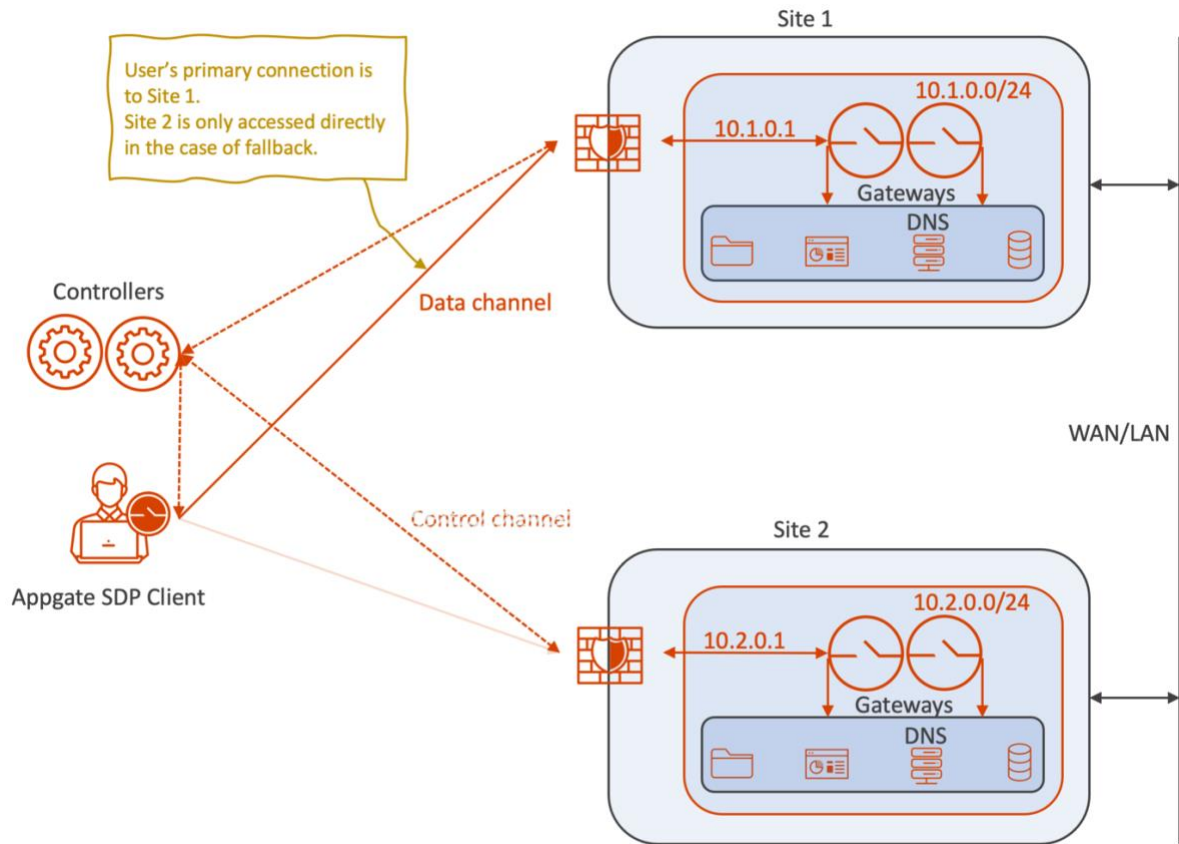 Site 1
User's primary connection is
to Site 1.
Site 2 is only accessed directly
in the case of fallback.
10.1.0.0/24
10.1.0.1
Gateways
DNS
Controllers
Data channel
WAN/LAN
Control channel
Site 2
Appgate SDP Client
10.2.0.0/24
10.2.0.1
Gateways
DNS